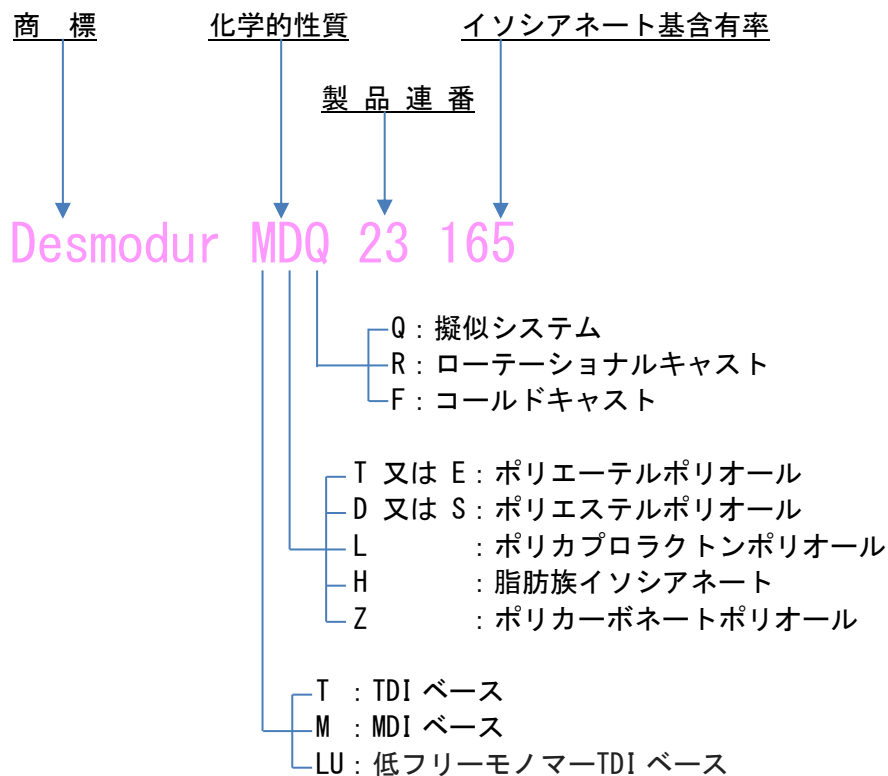 商 標 化学的性質 イソシアネート基含有率
製 品 連 番
Desmodur MDQ 23 165
Q：擬似システム
R：ローテーショナルキャスト
F：コールドキャスト
T 又は E：ポリエーテルポリオール
D 又は S：ポリエステルポリオール
L ：ポリカプロラクトンポリオール
H ：脂肪族イソシアネート
Z ：ポリカーボネートポリオール
T ：TDI ベース
M ：MDI ベース
LU：低フリーモノマーTDI ベース